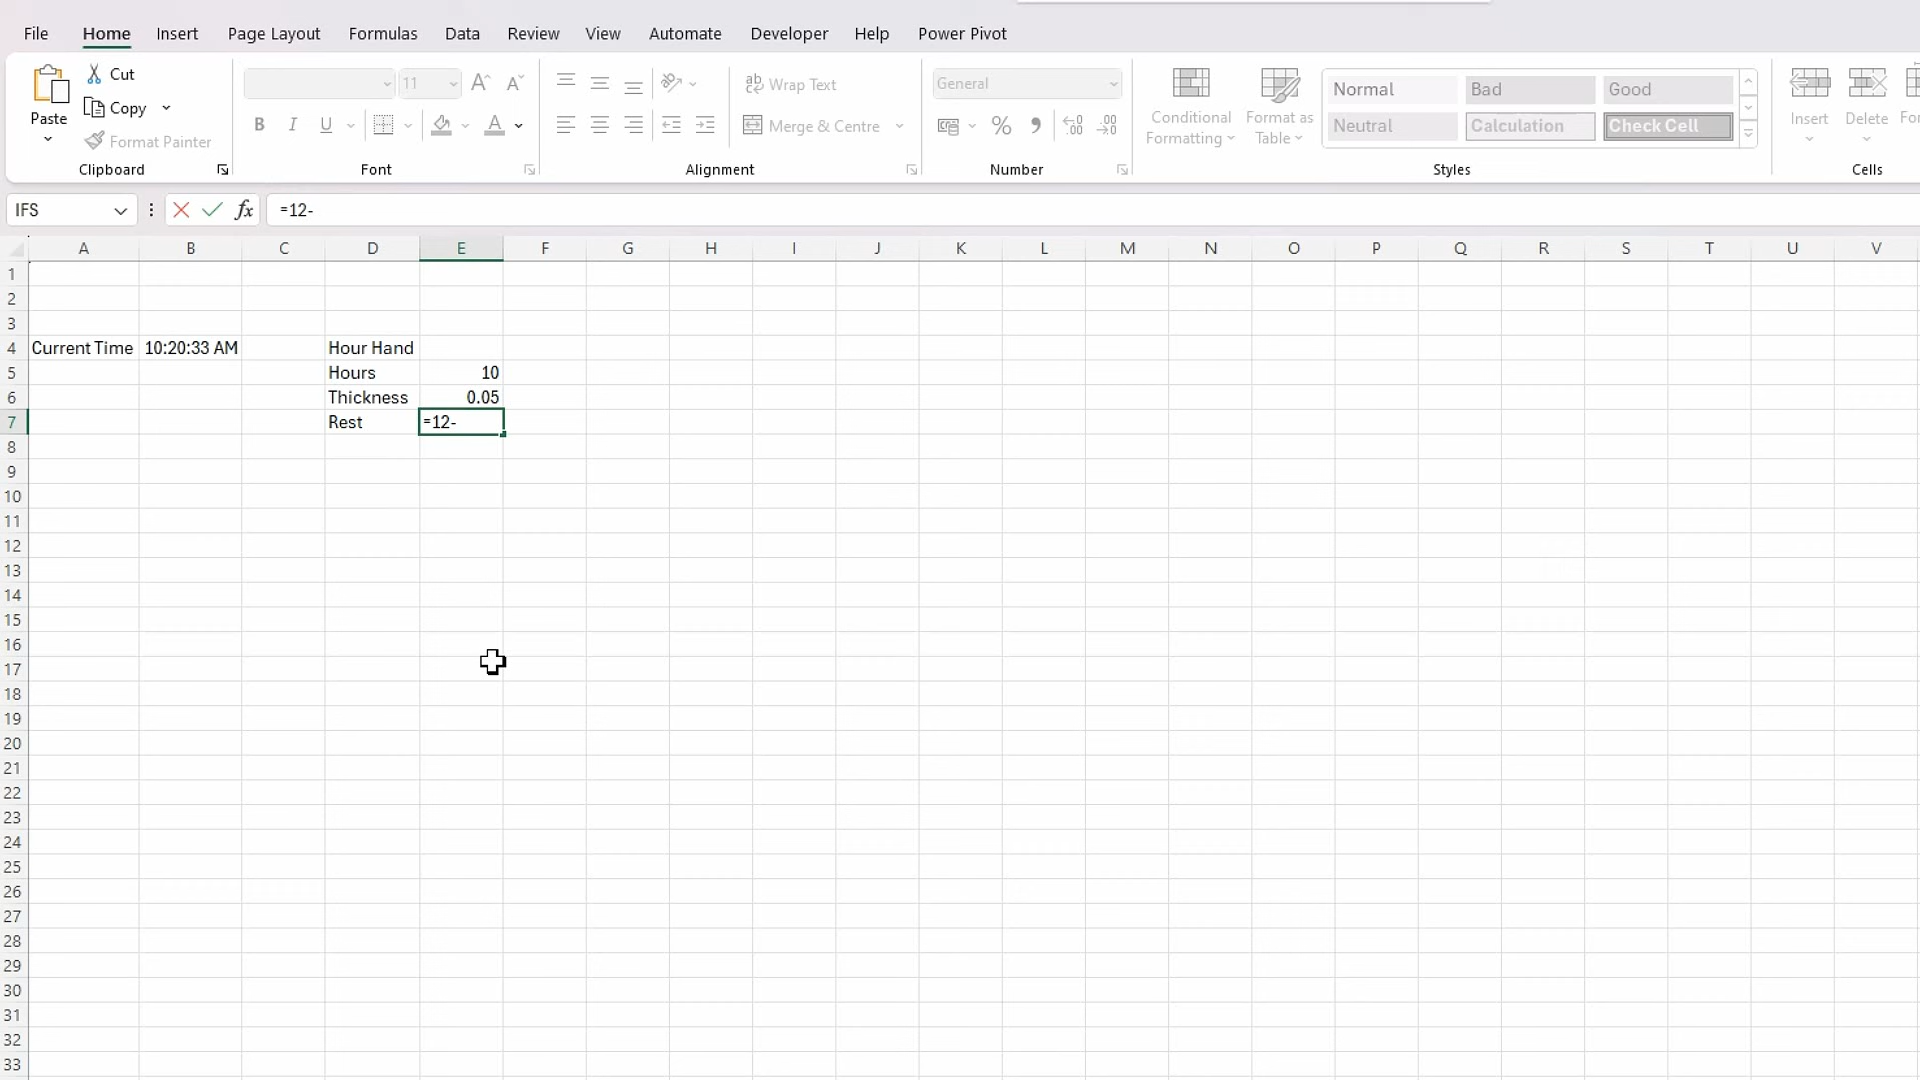 File Home Insert Page Layout Formulas Data Review View Automate Developer Help Power Pivot
Paste
Cut
Copy
Format Painter
Clipboard
11
B I U
Font
Wrap Text
Merge & Centre
Alignment
General
Number
Conditional Formatting
Format as Table
Normal Bad Good
Neutral Calculation Check Cell
Styles
Insert Delete
Cells
IFS fx =12-
A B C D E F G H I J K L M N O P Q R S T U V
1
2
3
4 Current Time 10:20:33 AM Hour Hand
5 Hours 10
6 Thickness 0.05
7 Rest =12-
8
9
10
11
12
13
14
15
16
17
18
19
20
21
22
23
24
25
26
27
28
29
30
31
32
33